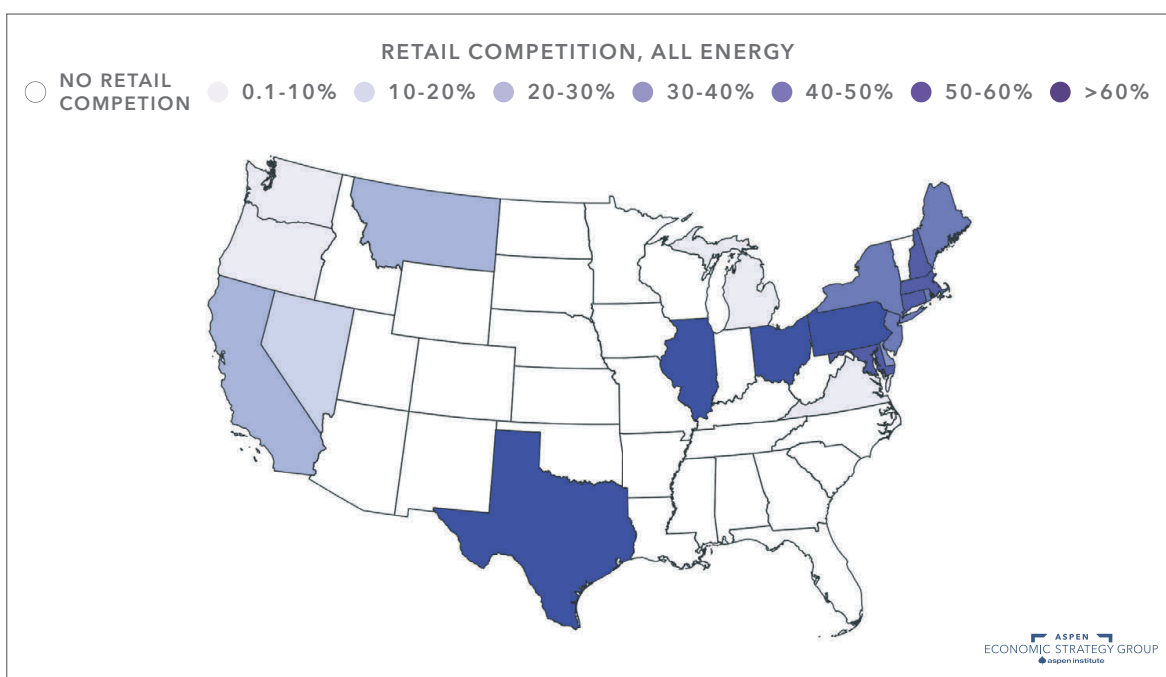 RETAIL COMPETITION, ALL ENERGY
NO RETAIL
COMPETION
0.1-10%
10-20%
20-30%
30-40%
40-50%
50-60%
>60%
ASPEN
ECONOMIC STRATEGY GROUP
aspen institute